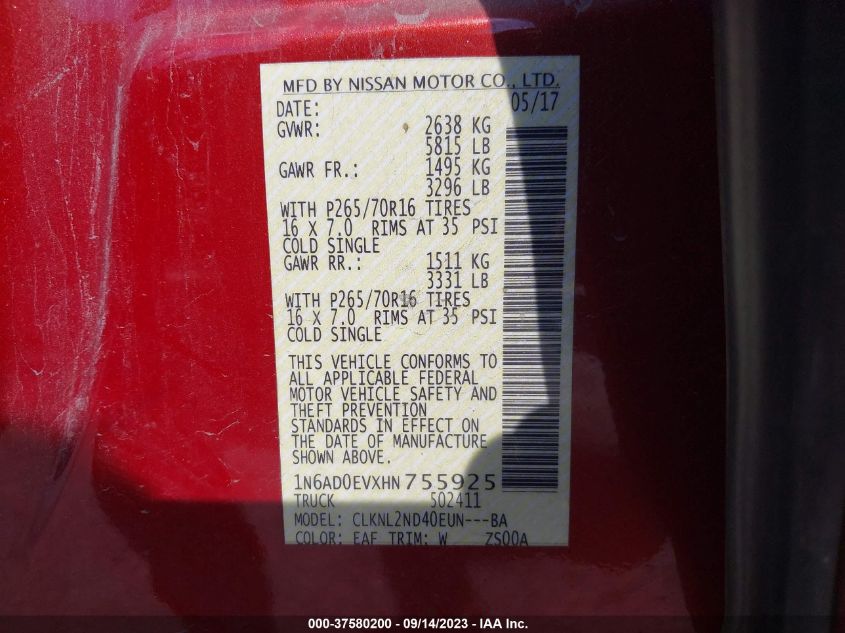 MFD BY NISSAN MOTOR CO., LTD.
DATE: 05/17
GVWR: 2638 KG
5815 LB
GAWR FR.: 1495 KG
3296 LB
WITH P265/70R16 TIRES
16 X 7.0 RIMS AT 35 PSI
COLD SINGLE
GAWR RR.: 1511 KG
3331 LB
WITH P265/70R16 TIRES
16 X 7.0 RIMS AT 35 PSI
COLD SINGLE
THIS VEHICLE CONFORMS TO
ALL APPLICABLE FEDERAL
MOTOR VEHICLE SAFETY AND
THEFT PREVENTION
STANDARDS IN EFFECT ON
THE DATE OF MANUFACTURE
SHOWN ABOVE.
1N6AD0EVXHN755925
TRUCK 502411
MODEL: CLKNL2ND40EUN---BA
COLOR: EAF TRIM: W ZS00A
000-37580200 - 09/14/2023 - IAA Inc.